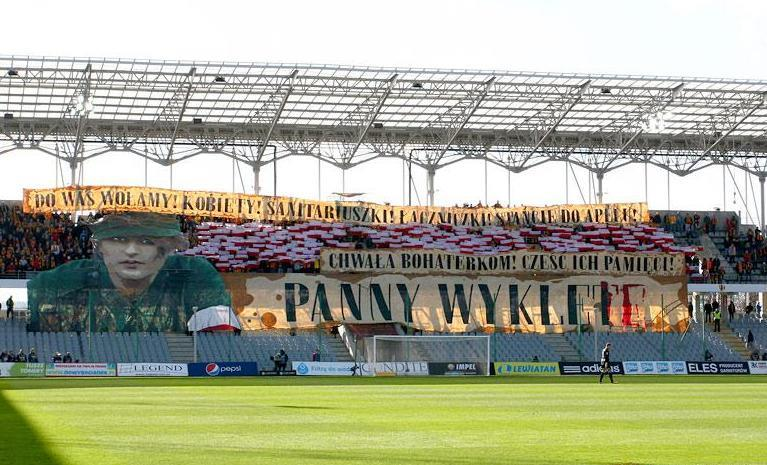 DO WAS WOŁAMY! KOBIETY! SANITARIUSZKI! ŁĄCZNICZKI! STAŃCIE DO APELU!
CHWAŁA BOHATERKOM! CZEŚĆ ICH PAMIĘCI!
PANNY WYKLĘTE
LEGEND
pepsi
CONDITE
IMPEL
LEWIATAN
adidas
ELES